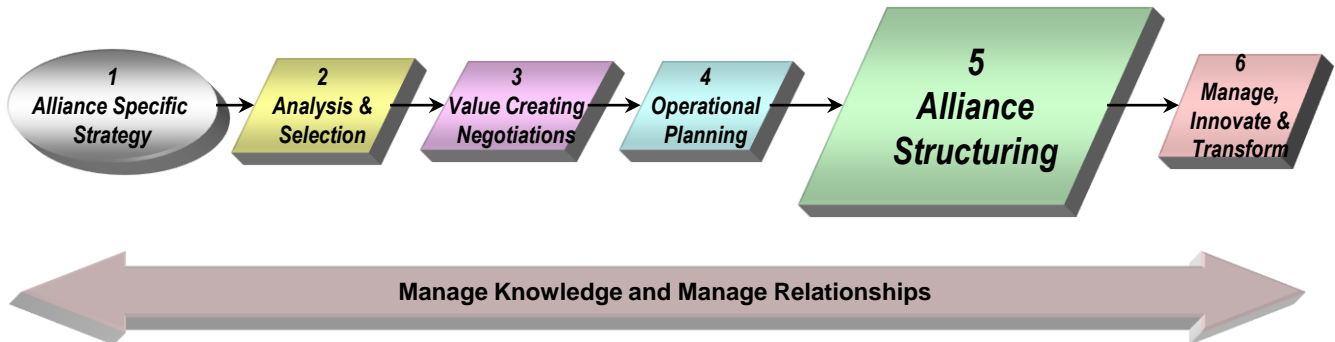 1
Alliance Specific
Strategy
2
Analysis &
Selection
3
Value Creating
Negotiations
4
Operational
Planning
5
Alliance
Structuring
6
Manage,
Innovate &
Transform
Manage Knowledge and Manage Relationships